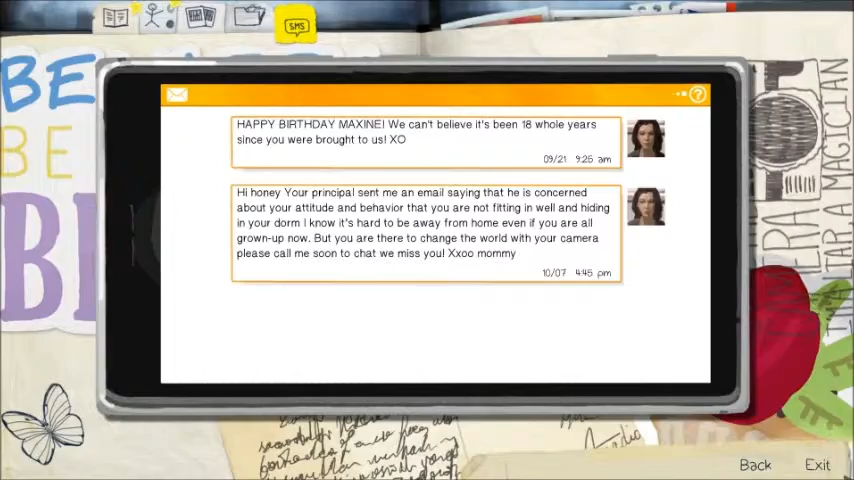 SMS
BE
BE
B
HAPPY BIRTHDAY MAXINE! We can't believe it's been 18 whole years
since you were brought to us! XO
09/21 9:25 am
Hi honey Your principal sent me an email saying that he is concerned
about your attitude and behavior that you are not fitting in well and hiding
in your dorm I know it's hard to be away from home even if you are all
grown-up now. But you are there to change the world with your camera
please call me soon to chat we miss you! Xxoo mommy
10/07 4:45 pm
?
Back Exit